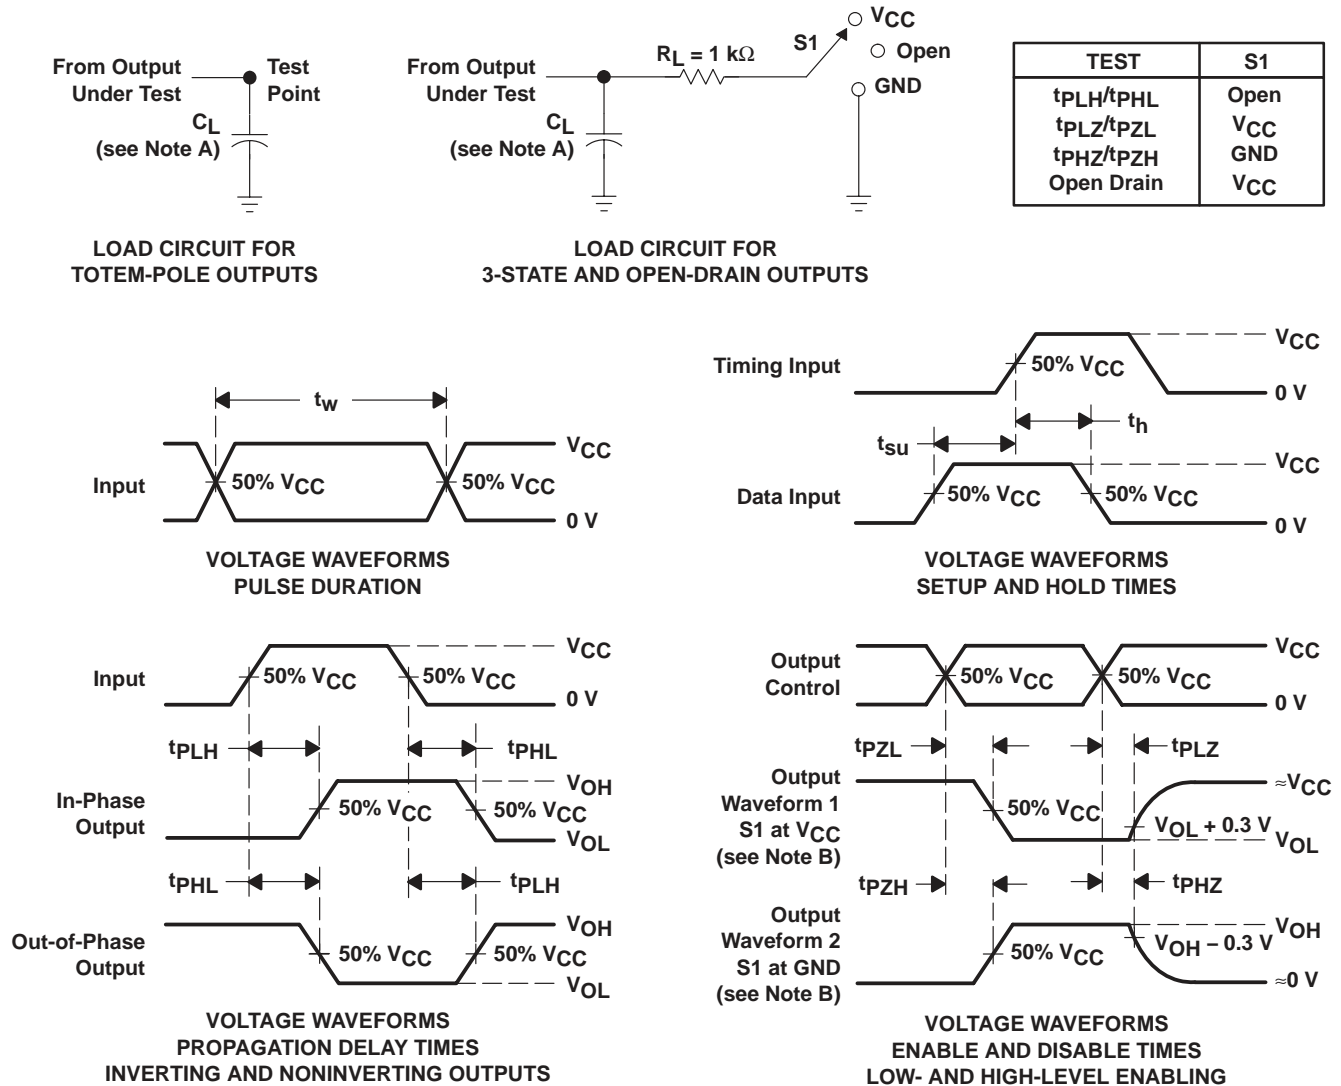 From Output
Under Test
Test
Point
CL
(see Note A)
LOAD CIRCUIT FOR
TOTEM-POLE OUTPUTS
From Output
Under Test
RL = 1 kΩ
S1
VCC
Open
GND
CL
(see Note A)
LOAD CIRCUIT FOR
3-STATE AND OPEN-DRAIN OUTPUTS
TEST S1
tPLH/tPHL Open
tPLZ/tPZL VCC
tPHZ/tPZH GND
Open Drain VCC
tw
Input
50% VCC
50% VCC
VCC
0 V
VOLTAGE WAVEFORMS
PULSE DURATION
Timing Input
50% VCC
VCC
0 V
tsu
th
Data Input
50% VCC
50% VCC
VCC
0 V
VOLTAGE WAVEFORMS
SETUP AND HOLD TIMES
Input
50% VCC
50% VCC
VCC
0 V
tPLH
tPHL
In-Phase
Output
50% VCC
50% VCC
VOH
VOL
tPHL
tPLH
Out-of-Phase
Output
50% VCC
50% VCC
VOH
VOL
VOLTAGE WAVEFORMS
PROPAGATION DELAY TIMES
INVERTING AND NONINVERTING OUTPUTS
Output
Control
50% VCC
50% VCC
VCC
0 V
tPZL
tPLZ
Output
Waveform 1
S1 at VCC
(see Note B)
50% VCC
≈VCC
VOL + 0.3 V
VOL
tPZH
tPHZ
Output
Waveform 2
S1 at GND
(see Note B)
50% VCC
VOH
VOH − 0.3 V
≈0 V
VOLTAGE WAVEFORMS
ENABLE AND DISABLE TIMES
LOW- AND HIGH-LEVEL ENABLING